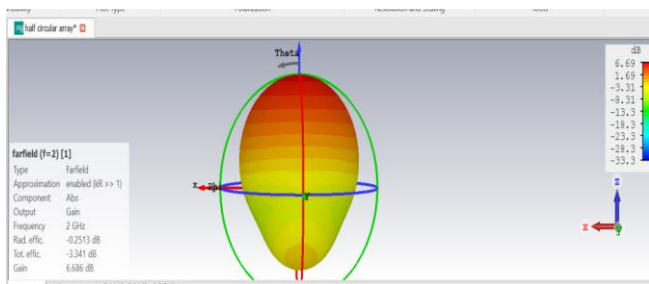 Plot Type
half circular array*
Theta
dB
6.69
1.69
-3.31
-8.31
-13.3
-18.3
-23.3
-28.3
-33.3
farfield (f=2) [1]
Type Farfield
Approximation enabled (kR >> 1)
Component Abs
Output Gain
Frequency 2 GHz
Rad. effic. -0.2513 dB
Tot. effic. -3.341 dB
Gain 6.686 dB
x
Y
z
x
y